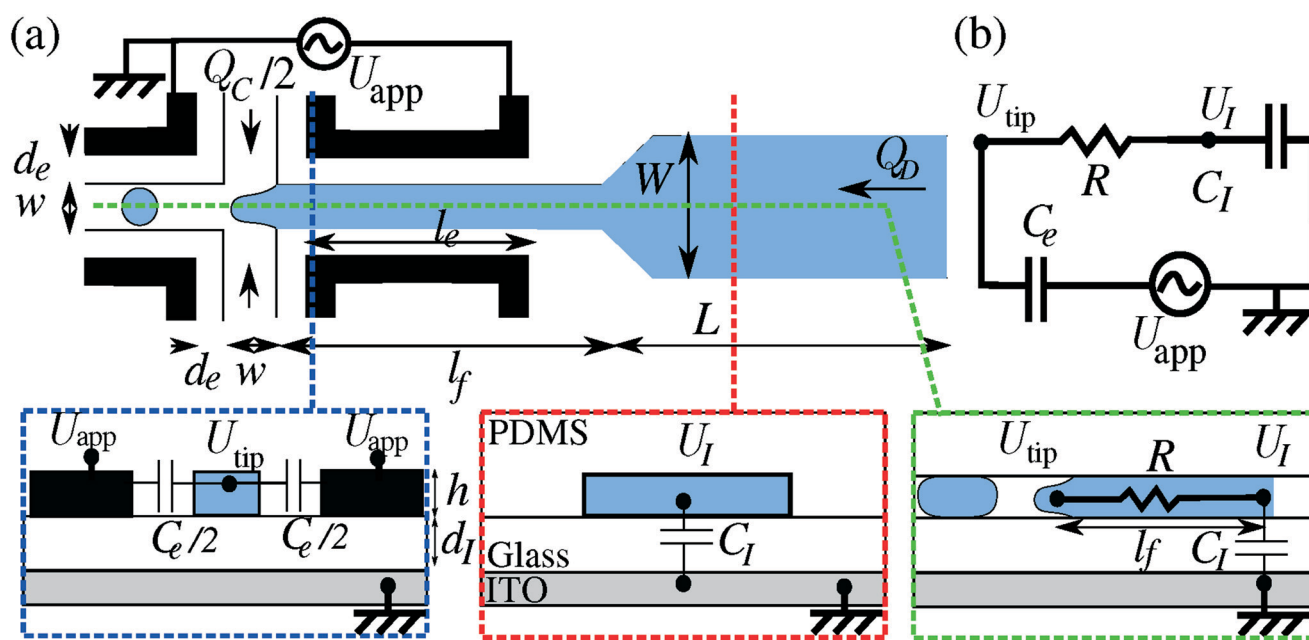 (a)
Q_C/2
U_app
d_e
w
W
Q_D
l_e
L
d_e w
l_f
(b)
U_tip
U_I
R
C_I
C_e
U_app
U_app
U_tip
U_app
h
C_e/2
C_e/2
d_I
PDMS
U_I
C_I
Glass
ITO
U_tip
R
U_I
l_f
C_I